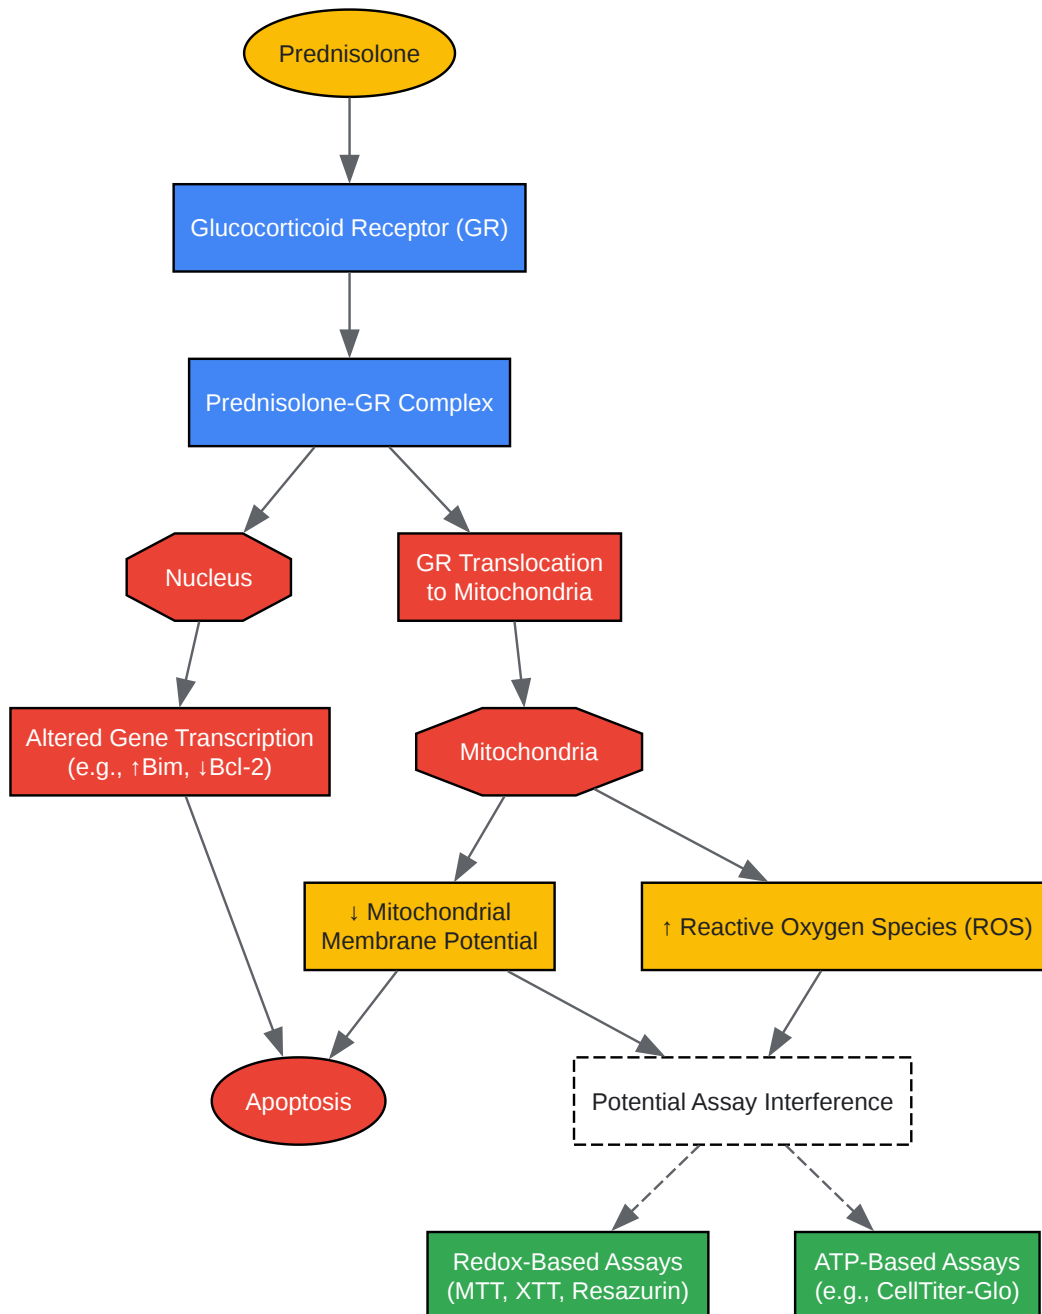 Prednisolone
Glucocorticoid Receptor (GR)
Prednisolone-GR Complex
Nucleus
GR Translocation
to Mitochondria
Altered Gene Transcription
(e.g., ↑Bim, ↓Bcl-2)
Mitochondria
↓ Mitochondrial
Membrane Potential
↑ Reactive Oxygen Species (ROS)
Apoptosis
Potential Assay Interference
Redox-Based Assays
(MTT, XTT, Resazurin)
ATP-Based Assays
(e.g., CellTiter-Glo)